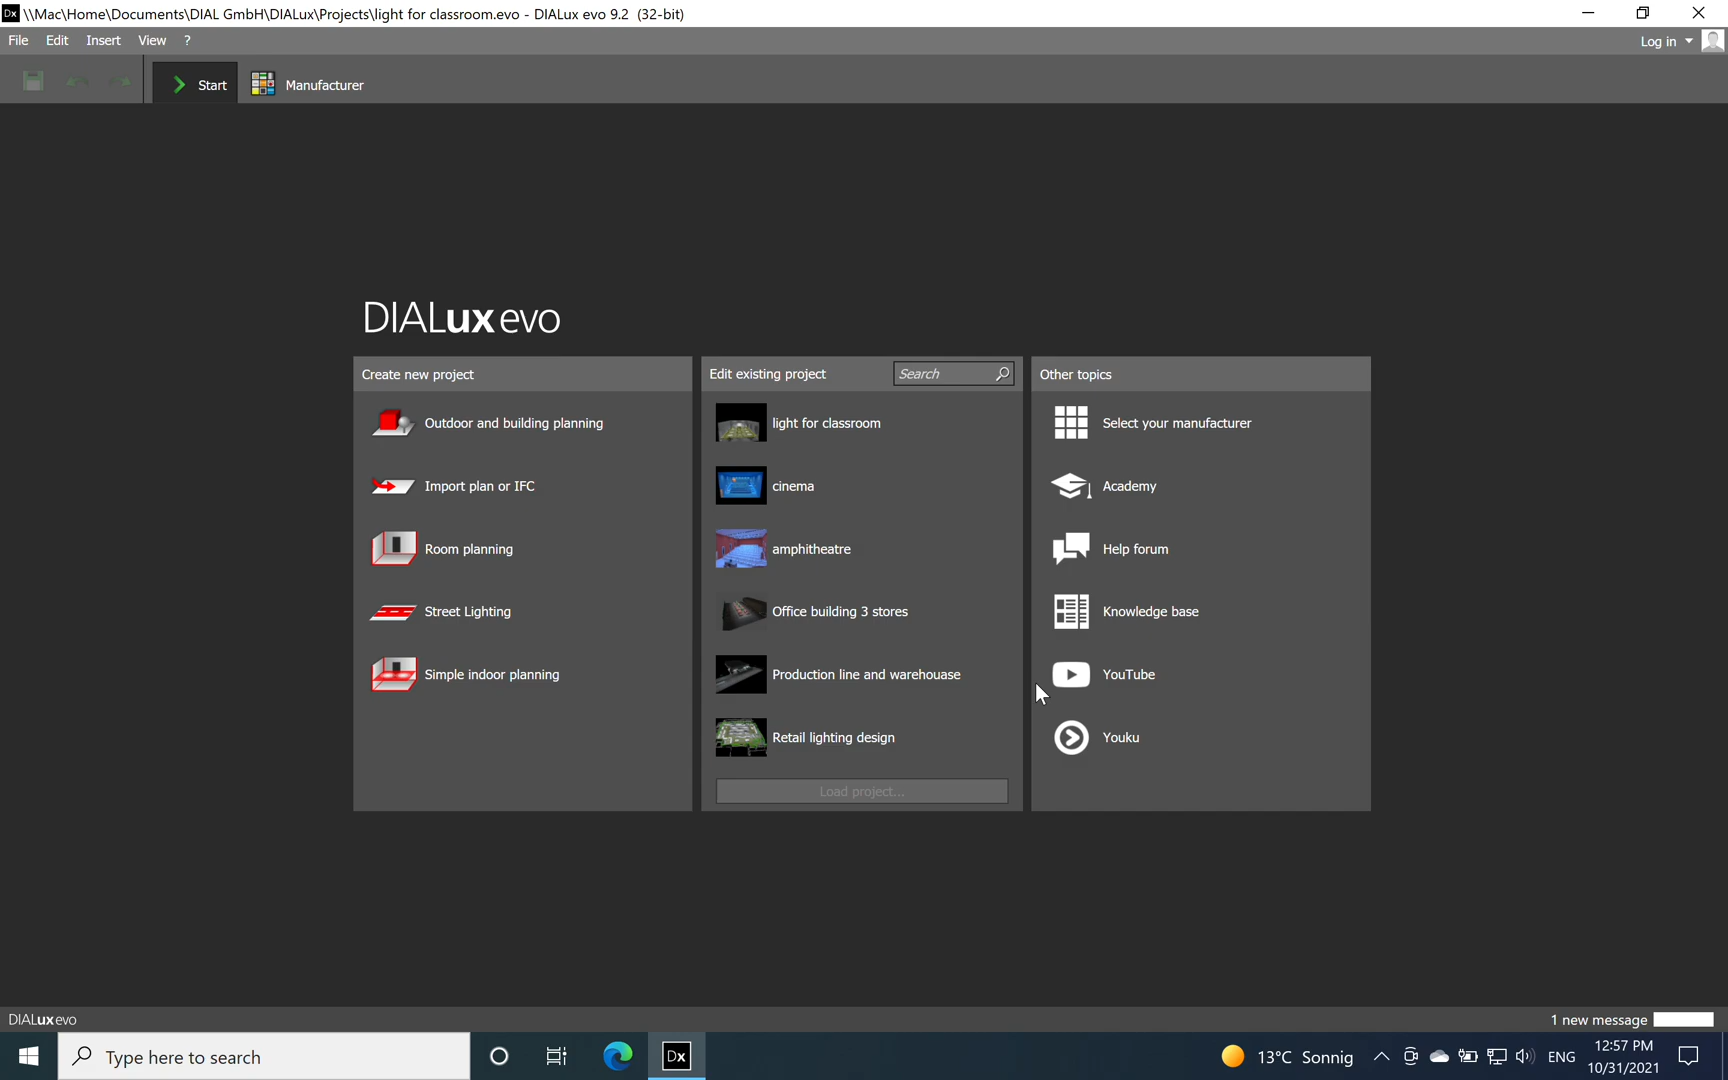 Dx \\Mac\Home\Documents\DIAL GmbH\DIALux\Projects\light for classroom.evo - DIALux evo 9.2 (32-bit)
File Edit Insert View ? Log in
Start Manufacturer
DIALux evo
Create new project
Outdoor and building planning
Import plan or IFC
Room planning
Street Lighting
Simple indoor planning
Edit existing project Search
light for classroom
cinema
amphitheatre
Office building 3 stores
Production line and warehouse
Retail lighting design
Load project...
Other topics
Select your manufacturer
Academy
Help forum
Knowledge base
YouTube
Youku
DIALux evo 1 new message
Type here to search Dx 13°C Sonnig ENG 12:57 PM
10/31/2021